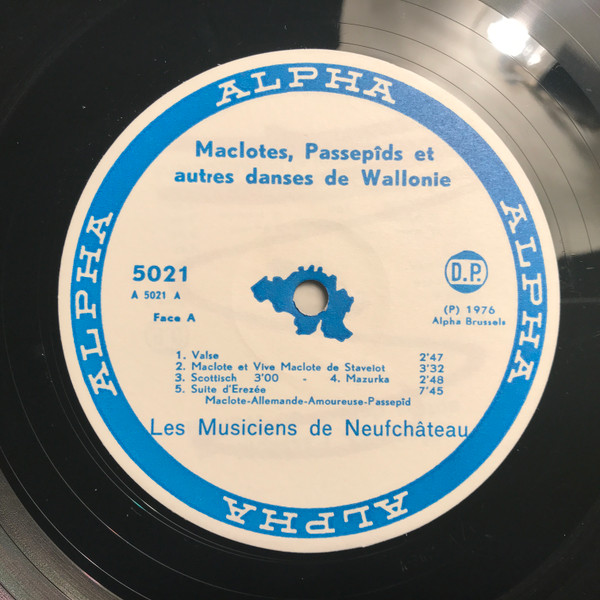 ALPHA
Maclotes, Passepîds et
autres danses de Wallonie
ALPHA
ALPHA
5021
A 5021 A
Face A
D.P.
(P) 1976
Alpha Brussels
1. Valse 2'47
2. Maclote et Vive Maclote de Stavelot 3'32
3. Scottisch 3'00 - 4. Mazurka 2'48
5. Suite d'Erezée 7'45
Maclote-Allemande-Amoureuse-Passepîd
Les Musiciens de Neufchâteau
ALPHA